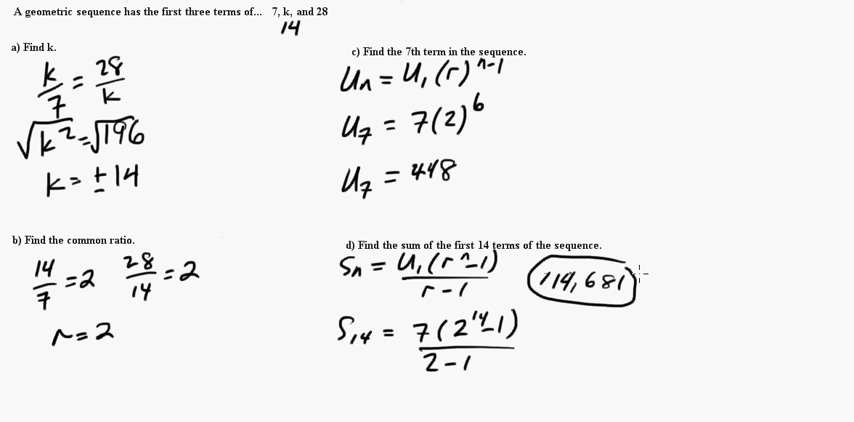 A geometric sequence has the first three terms of... 7, k, and 28
14
a) Find k.
k/7 = 28/k
√k² = √196
k = ± 14
b) Find the common ratio.
14/7 = 2 28/14 = 2
r = 2
c) Find the 7th term in the sequence.
Un = U1(r)^n-1
U7 = 7(2)^6
U7 = 448
d) Find the sum of the first 14 terms of the sequence.
Sn = U1(r^n-1)/r-1
114,681
S14 = 7(2^14-1)/2-1